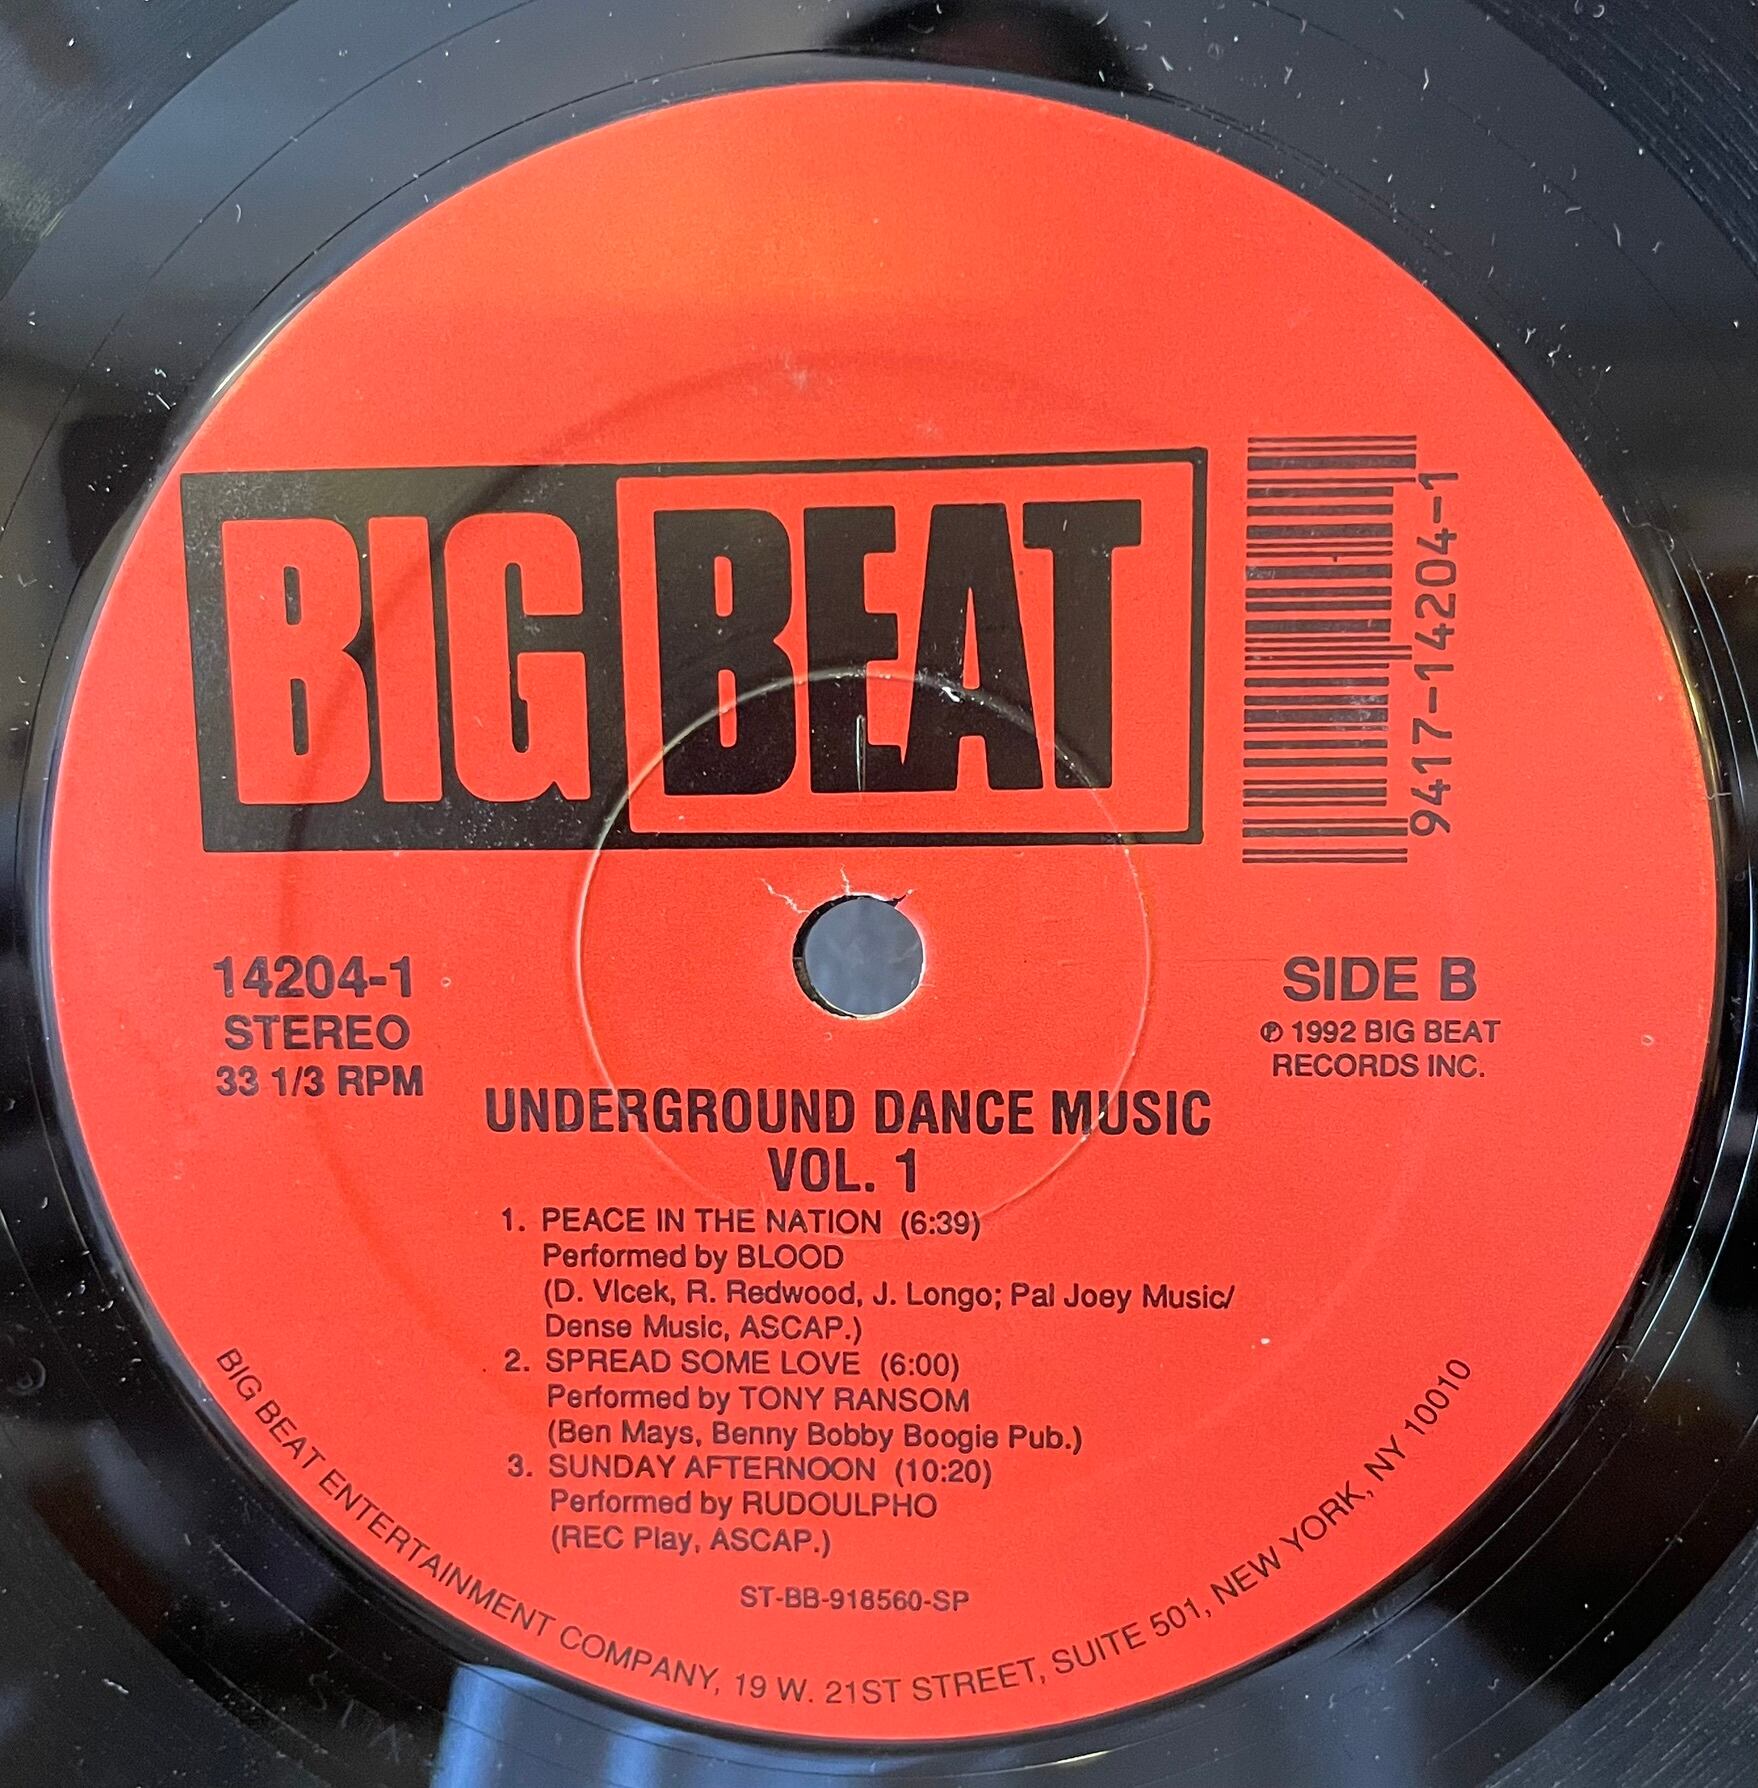 BIG BEAT
9417-14204-1
14204-1
STEREO
33 1/3 RPM
SIDE B
℗ 1992 BIG BEAT
RECORDS INC.
UNDERGROUND DANCE MUSIC
VOL. 1
1. PEACE IN THE NATION (6:39)
Performed by BLOOD
(D. Vlcek, R. Redwood, J. Longo; Pal Joey Music/
Dense Music, ASCAP.)
2. SPREAD SOME LOVE (6:00)
Performed by TONY RANSOM
(Ben Mays, Benny Bobby Boogie Pub.)
3. SUNDAY AFTERNOON (10:20)
Performed by RUDOULPHO
(REC Play, ASCAP.)
ST-BB-918560-SP
BIG BEAT ENTERTAINMENT COMPANY, 19 W. 21ST STREET, SUITE 501, NEW YORK, NY 10010